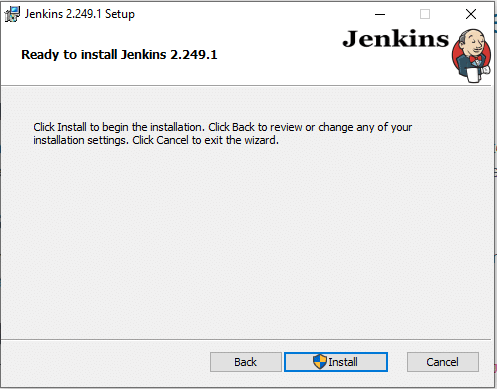 Jenkins 2.249.1 Setup
Jenkins
Ready to install Jenkins 2.249.1
Click Install to begin the installation. Click Back to review or change any of your
installation settings. Click Cancel to exit the wizard.
Back
Install
Cancel